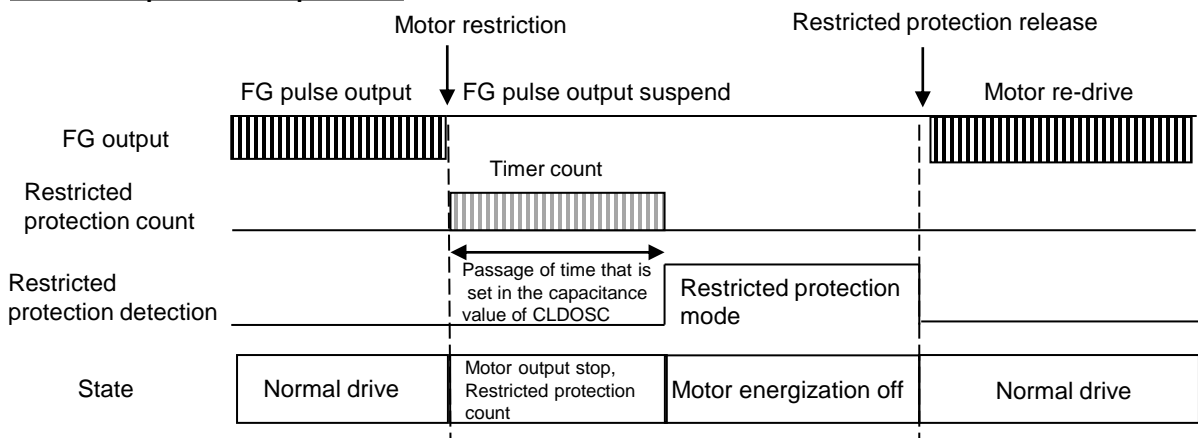 Motor restriction
Restricted protection release
FG pulse output
FG pulse output suspend
Motor re-drive
FG output
Timer count
Restricted
protection count
Passage of time that is
set in the capacitance
value of CLDOSC
Restricted
protection detection
Restricted protection
mode
State
Normal drive
Motor output stop,
Restricted protection
count
Motor energization off
Normal drive